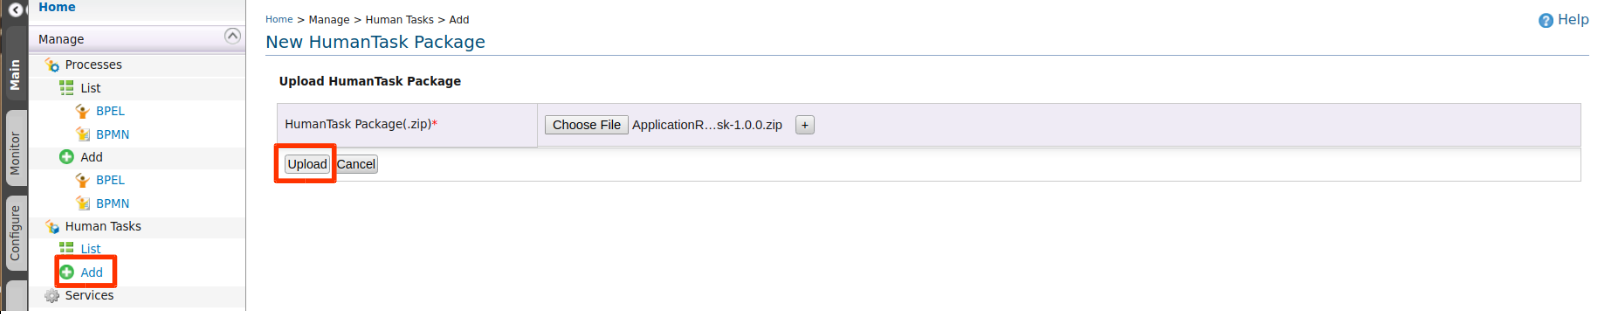 Home
Manage
Processes
List
BPEL
BPMN
Add
BPEL
BPMN
Human Tasks
List
Add
Services
Main
Monitor
Configure
Home > Manage > Human Tasks > Add
Help
New HumanTask Package
Upload HumanTask Package
HumanTask Package(.zip)* Choose File ApplicationR...sk-1.0.0.zip +
Upload Cancel